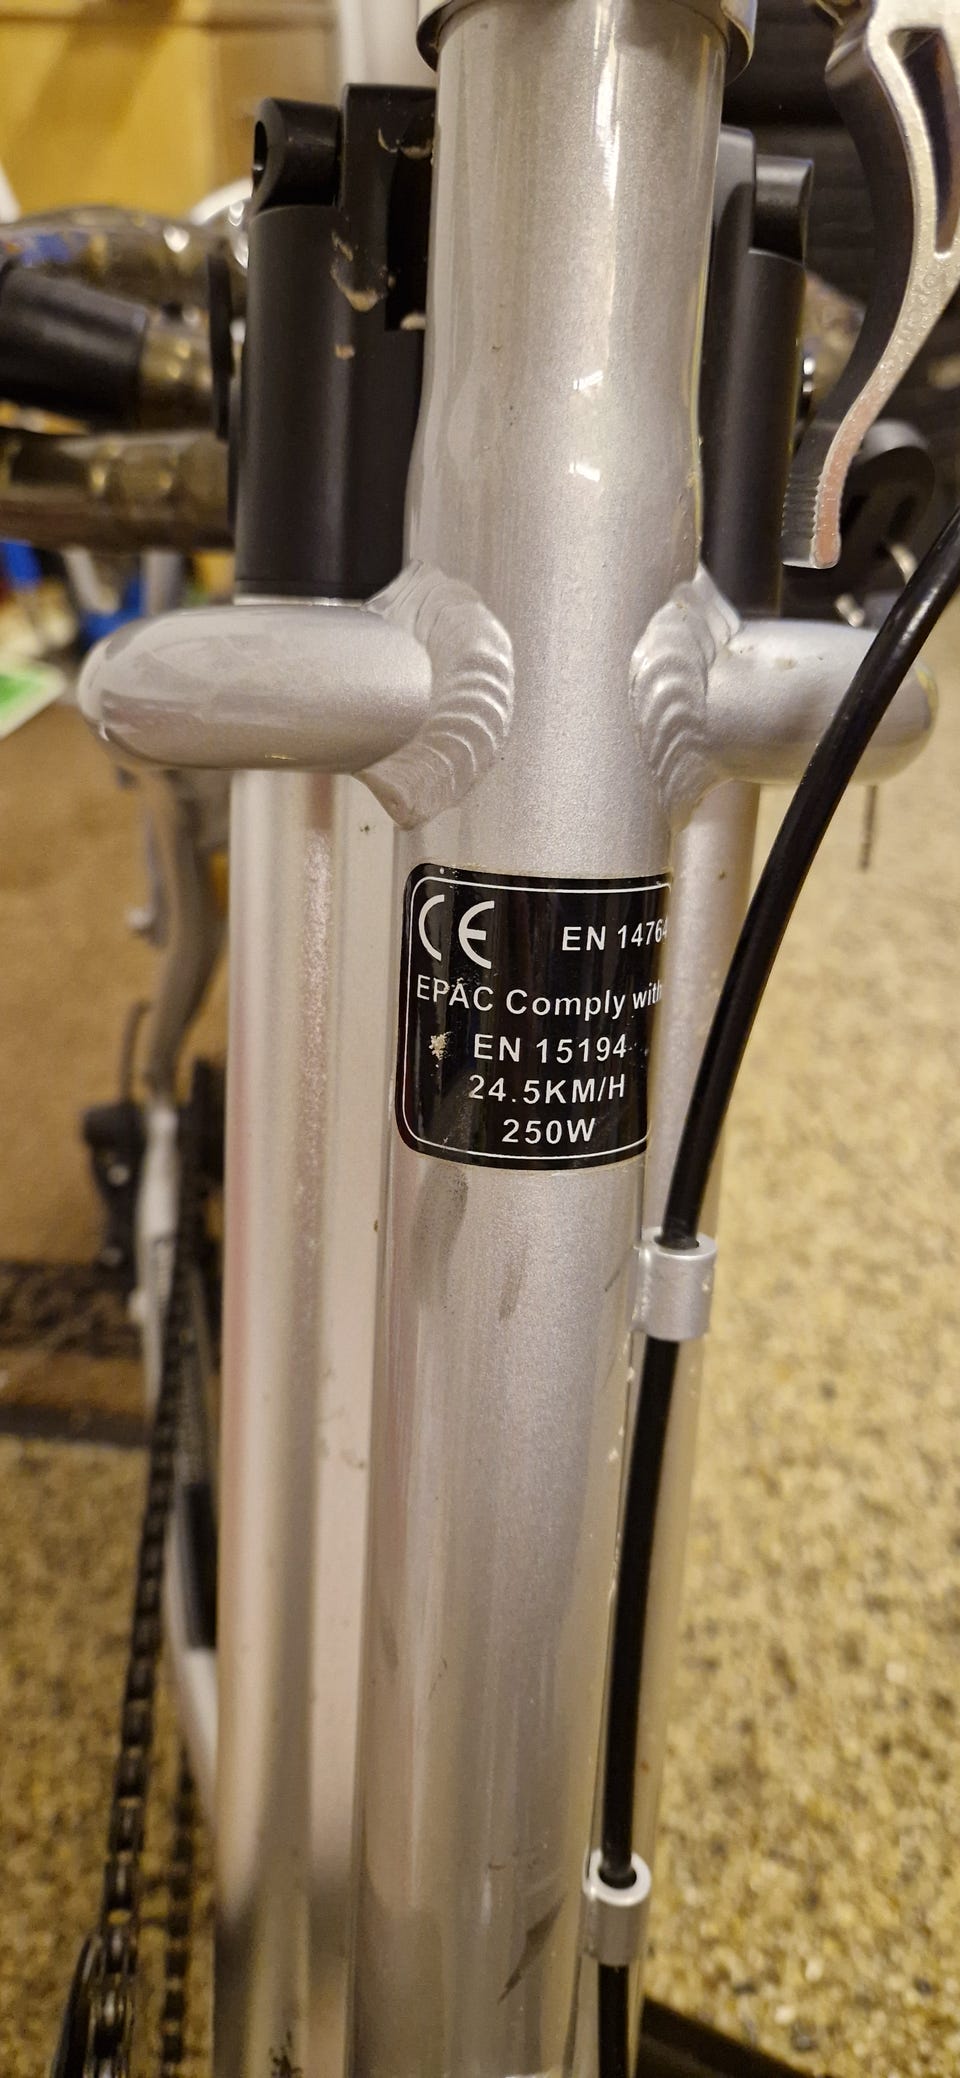 CE EN 14764
EPAC Comply with
EN 15194
24.5KM/H
250W